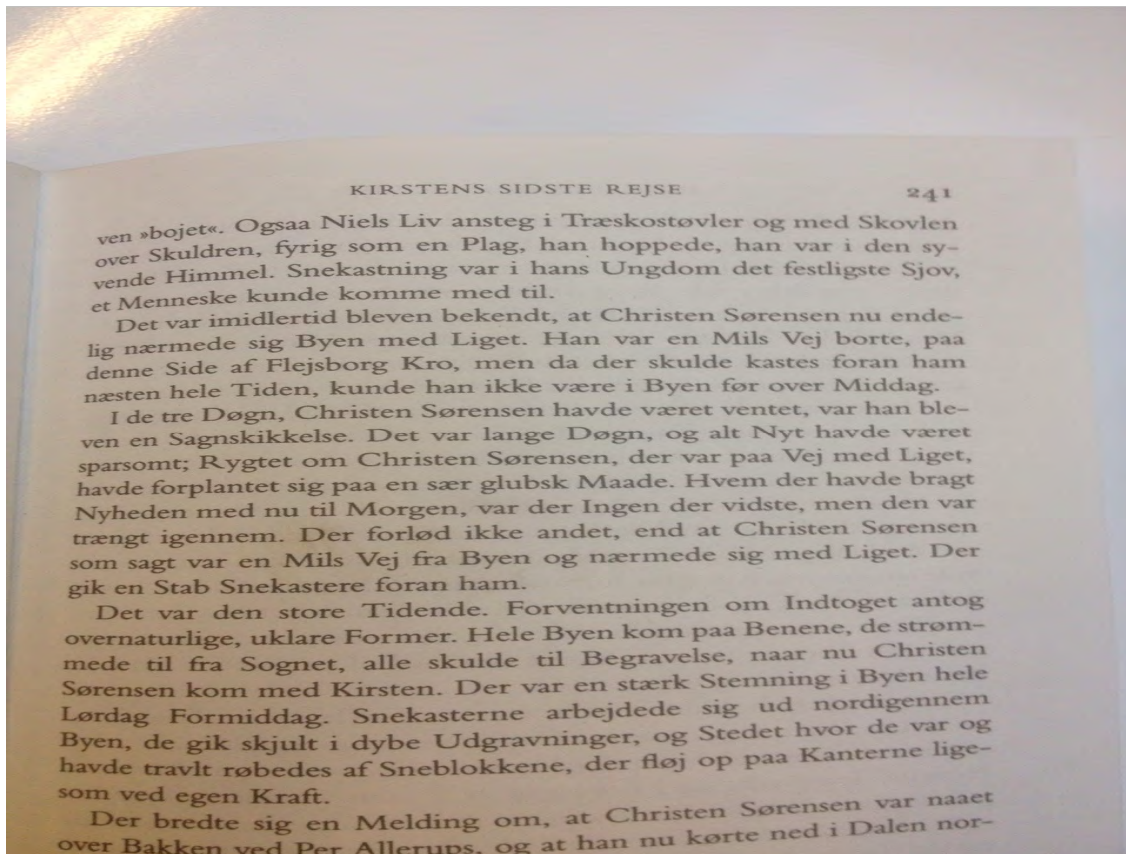 KIRSTENS SIDSTE REJSE 241
ven »bojet«. Ogsaa Niels Liv ansteg i Træskostøvler og med Skovlen
over Skuldren, fyrig som en Plag, han hoppede, han var i den sy-
vende Himmel. Snekastning var i hans Ungdom det festligste Sjov,
et Menneske kunde komme med til.
Det var imidlertid bleven bekendt, at Christen Sørensen nu ende-
lig nærmede sig Byen med Liget. Han var en Mils Vej borte, paa
denne Side af Flejsborg Kro, men da der skulde kastes foran ham
næsten hele Tiden, kunde han ikke være i Byen før over Middag.
I de tre Døgn, Christen Sørensen havde været ventet, var han ble-
ven en Sagnskikkelse. Det var lange Døgn, og alt Nyt havde været
sparsomt; Rygtet om Christen Sørensen, der var paa Vej med Liget,
havde forplantet sig paa en sær glubsk Maade. Hvem der havde bragt
Nyheden med nu til Morgen, var der Ingen der vidste, men den var
trængt igennem. Der forlød ikke andet, end at Christen Sørensen
som sagt var en Mils Vej fra Byen og nærmede sig med Liget. Der
gik en Stab Snekastere foran ham.
Det var den store Tidende. Forventningen om Indtoget antog
overnaturlige, uklare Former. Hele Byen kom paa Benene, de strøm-
mede til fra Sognet, alle skulde til Begravelse, naar nu Christen
Sørensen kom med Kirsten. Der var en stærk Stemning i Byen hele
Lørdag Formiddag. Snekasterne arbejdede sig ud nordigennem
Byen, de gik skjult i dybe Udgravninger, og Stedet hvor de var og
havde travlt røbedes af Sneblokkene, der fløj op paa Kanterne lige-
som ved egen Kraft.
Der bredte sig en Melding om, at Christen Sørensen var naaet
over Bakken ved Per Allerups, og at han nu kørte ned i Dalen nor-